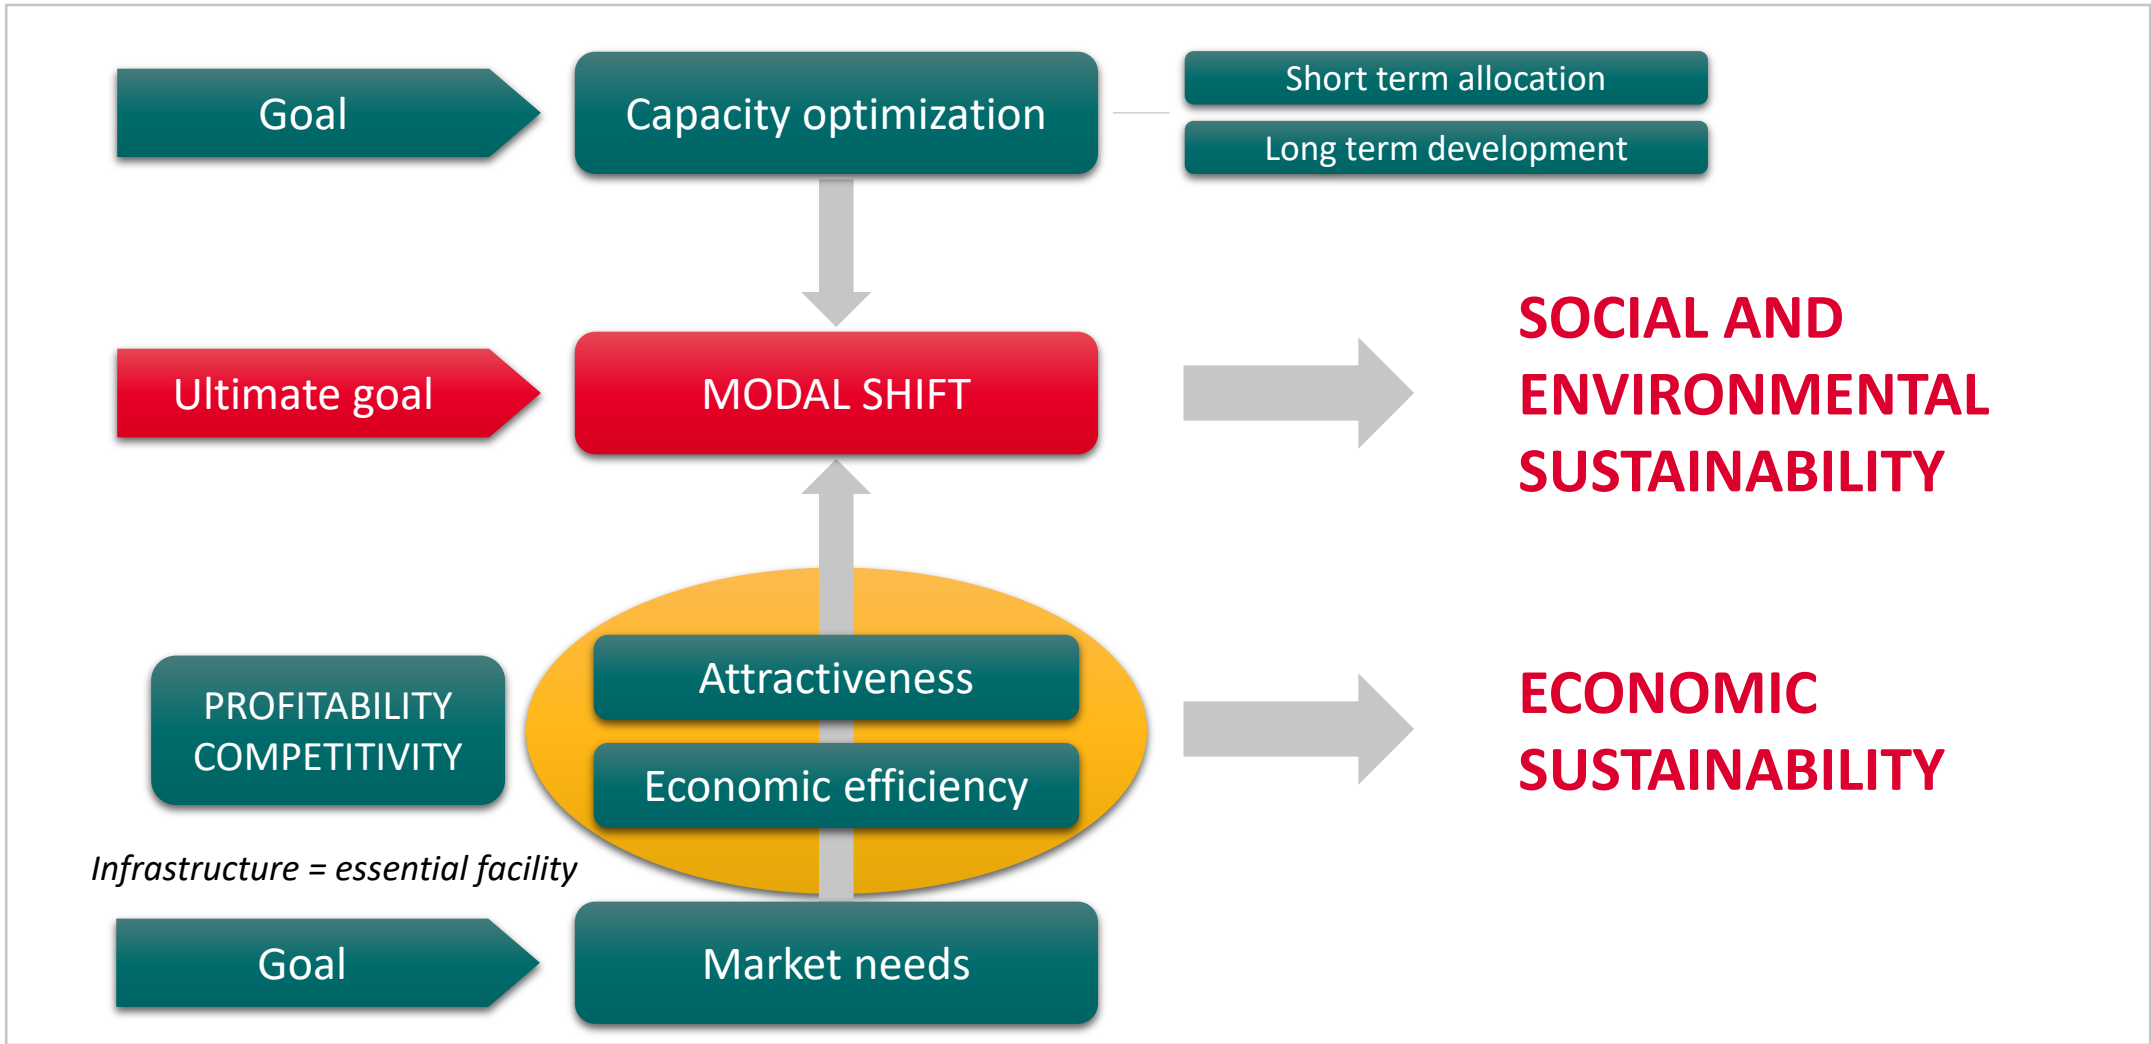 Goal
Capacity optimization
Short term allocation
Long term development
Ultimate goal
MODAL SHIFT
SOCIAL AND
ENVIRONMENTAL
SUSTAINABILITY
PROFITABILITY
COMPETITIVITY
Attractiveness
Economic efficiency
ECONOMIC
SUSTAINABILITY
Infrastructure = essential facility
Goal
Market needs